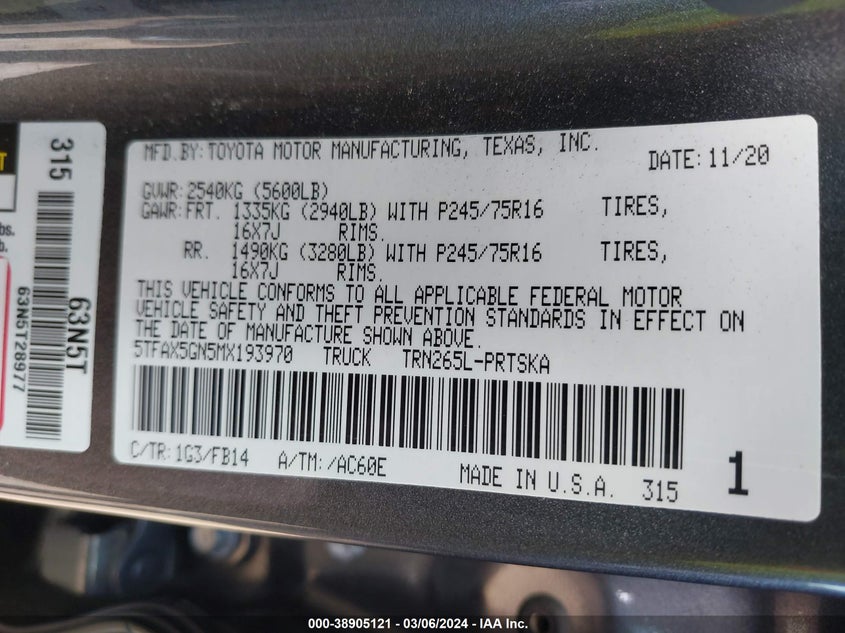 T
bs.
b.
315
63N5T
63N5T28977
MFD.BY:TOYOTA MOTOR MANUFACTURING, TEXAS, INC.
DATE:11/20
GVWR:2540KG (5600LB)
GAWR:FRT. 1335KG (2940LB) WITH P245/75R16 TIRES,
16X7J RIMS.
RR. 1490KG (3280LB) WITH P245/75R16 TIRES,
16X7J RIMS.
THIS VEHICLE CONFORMS TO ALL APPLICABLE FEDERAL MOTOR
VEHICLE SAFETY AND THEFT PREVENTION STANDARDS IN EFFECT ON
THE DATE OF MANUFACTURE SHOWN ABOVE.
5TFAX5GN5MX193970 TRUCK TRN265L-PRTSKA
C/TR:1G3/FB14 A/TM:/AC60E MADE IN U.S.A. 315 1
000-38905121 - 03/06/2024 - IAA Inc.